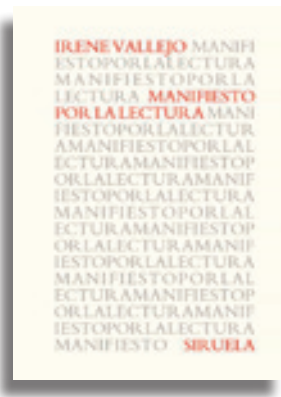 IRENE VALLEJO MANIFI
ESTOPORLALECTURA
MANIFIESTOPORLA
LECTURA MANIFIESTO
POR LA LECTURA MANI
FIESTOPORLALECTUR
AMANIFIESTOPORLAL
ECTURAMANIFIESTOP
ORLALECTURAMANIF
IESTOPORLALECTURA
MANIFIESTOPORLAL
ECTURAMANIFIESTOP
ORLALECTURAMANIF
IESTOPORLALECTURA
MANIFIESTOPORLAL
ECTURAMANIFIESTOP
ORLALECTURAMANIF
IESTOPORLALECTURA
MANIFIESTO SIRUELA